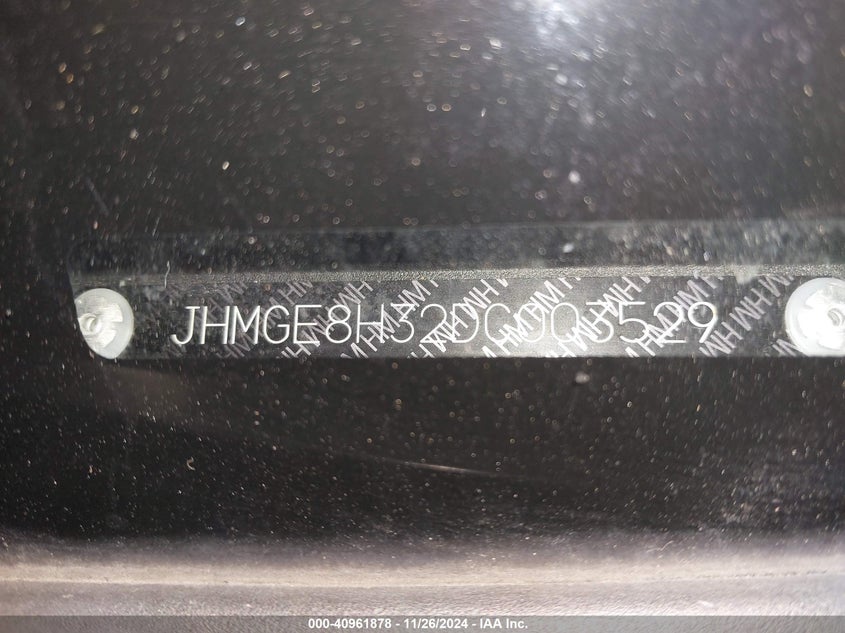 JHMGE8H32DC003529
000-40961878 - 11/26/2024 - IAA Inc.